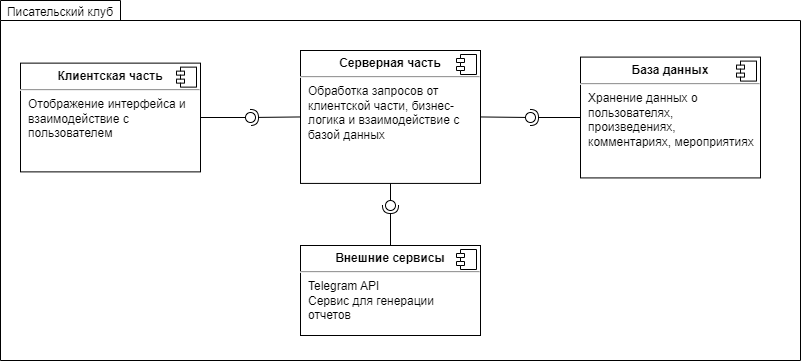 Писательский клуб
Клиентская часть
Отображение интерфейса и
взаимодействие с
пользователем
Серверная часть
Обработка запросов от
клиентской части, бизнес-
логика и взаимодействие с
базой данных
База данных
Хранение данных о
пользователях,
произведениях,
комментариях, мероприятиях
Внешние сервисы
Telegram API
Сервис для генерации
отчетов